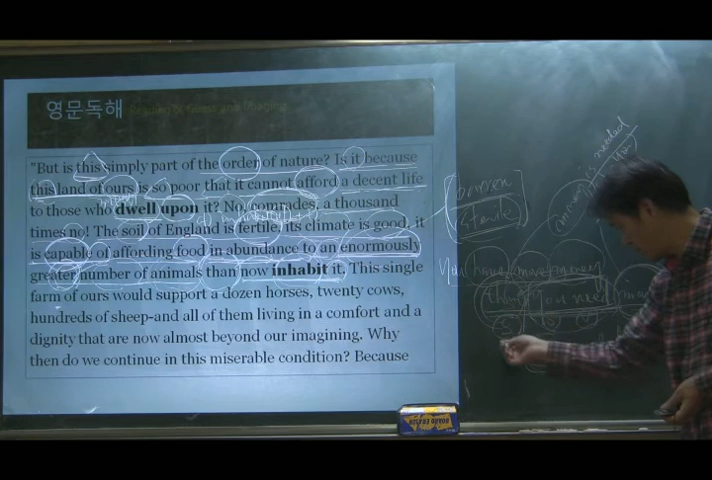 영문독해
"But is this simply part of the order of nature? Is it because
this land of ours is so poor that it cannot afford a decent life
to those who dwell upon it? No, comrades, a thousand
times no! The soil of England is fertile, its climate is good, it
is capable of affording food in abundance to an enormously
greater number of animals than now inhabit it. This single
farm of ours would support a dozen horses, twenty cows,
hundreds of sheep-and all of them living in a comfort and a
dignity that are now almost beyond our imagining. Why
then do we continue in this miserable condition? Because
barren
sterile
is needed
You have more money
than you need
BOARD ERASER